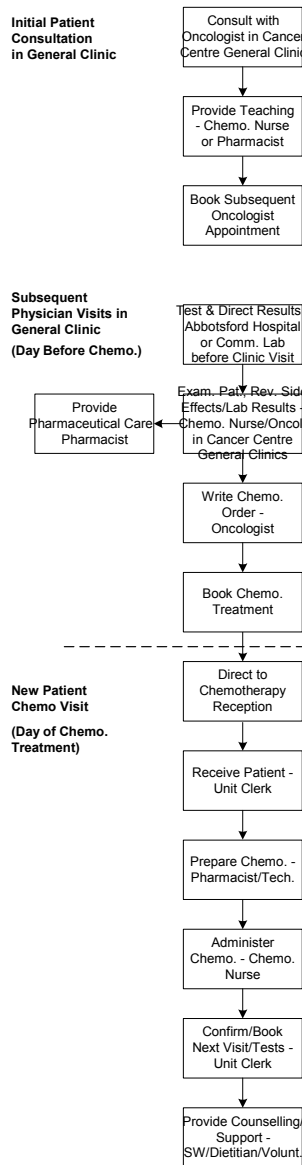 Initial Patient
Consultation
in General Clinic
Consult with
Oncologist in Cancer
Centre General Clinic
Provide Teaching
- Chemo. Nurse
or Pharmacist
Book Subsequent
Oncologist
Appointment
Subsequent
Physician Visits in
General Clinic
(Day Before Chemo.)
Test & Direct Results
Abbotsford Hospital
or Comm. Lab
before Clinic Visit
Provide
Pharmaceutical Care
Pharmacist
Exam. Pat., Rev. Side
Effects/Lab Results -
Chemo. Nurse/Oncol
in Cancer Centre
General Clinics
Write Chemo.
Order -
Oncologist
Book Chemo.
Treatment
New Patient
Chemo Visit
(Day of Chemo.
Treatment)
Direct to
Chemotherapy
Reception
Receive Patient -
Unit Clerk
Prepare Chemo. -
Pharmacist/Tech.
Administer
Chemo. - Chemo.
Nurse
Confirm/Book
Next Visit/Tests -
Unit Clerk
Provide Counselling/
Support -
SW/Dietitian/Volunt.